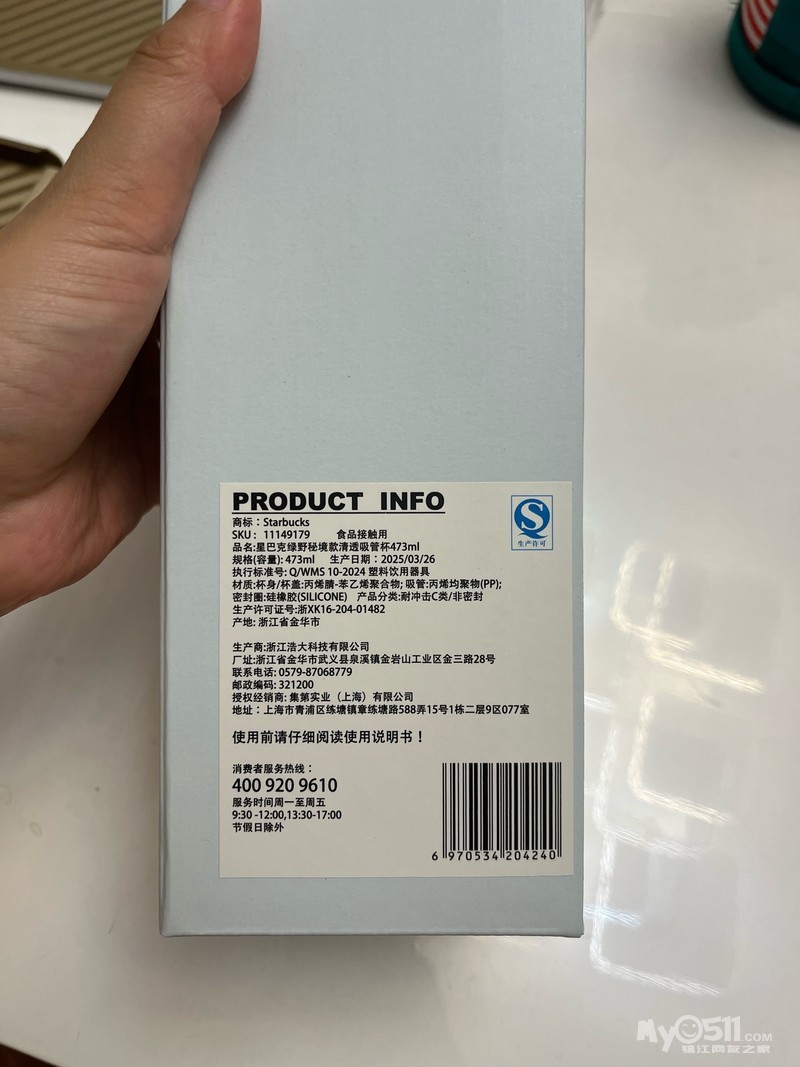 PRODUCT INFO
商标：Starbucks
SKU：11149179 食品接触用
品名:星巴克绿野秘境款清透吸管杯473ml
规格(容量): 473ml 生产日期：2025/03/26
执行标准号: Q/WMS 10-2024 塑料饮用器具
材质:杯身/杯盖:丙烯腈-苯乙烯聚合物; 吸管:丙烯均聚物(PP);
密封圈:硅橡胶(SILICONE) 产品分类:耐冲击C类/非密封
生产许可证号:浙XK16-204-01482
产地: 浙江省金华市
S
生产许可
生产商:浙江浩大科技有限公司
厂址:浙江省金华市武义县泉溪镇金岩山工业区金三路28号
联系电话: 0579-87068779
邮政编码: 321200
授权经销商: 集第实业（上海）有限公司
地址：上海市青浦区练塘镇章练塘路588弄15号1栋二层9区077室
使用前请仔细阅读使用说明书！
消费者服务热线：
400 920 9610
服务时间周一至周五
9:30 -12:00,13:30-17:00
节假日除外
6 970534 204240
My0511.COM
镇江网友之家